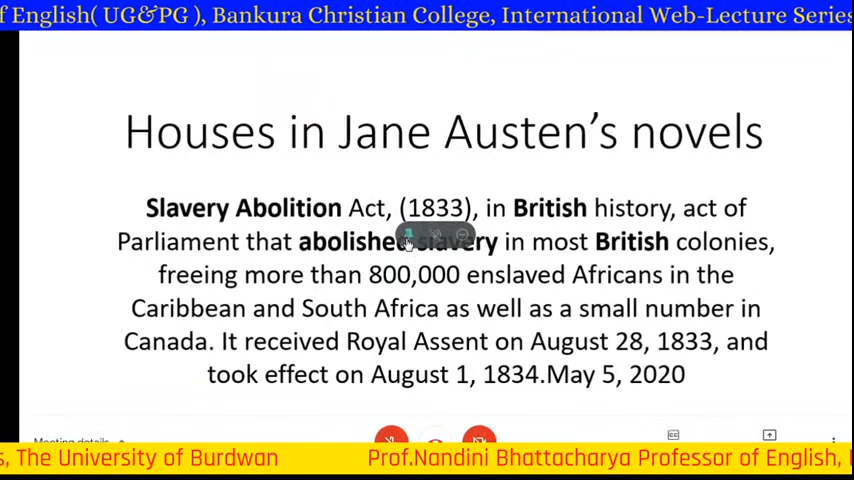 f English( UG&PG ), Bankura Christian College, International Web-Lecture Series
Houses in Jane Austen's novels
Slavery Abolition Act, (1833), in British history, act of
Parliament that abolished slavery in most British colonies,
freeing more than 800,000 enslaved Africans in the
Caribbean and South Africa as well as a small number in
Canada. It received Royal Assent on August 28, 1833, and
took effect on August 1, 1834.May 5, 2020
Meeting details
s, The University of Burdwan Prof.Nandini Bhattacharya Professor of English,